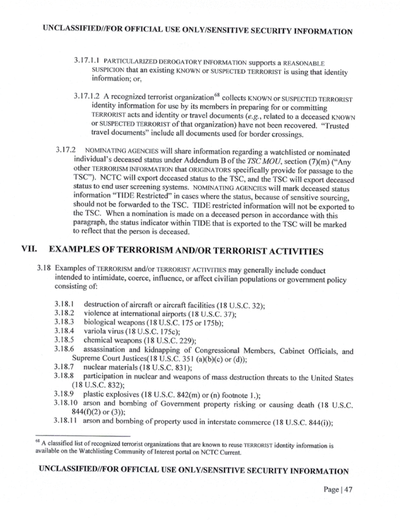 UNCLASSIFIED//FOR OFFICIAL USE ONLY/SENSITIVE SECURITY INFORMATION
3.17.1.1 PARTICULARIZED DEROGATORY INFORMATION supports a REASONABLE
SUSPICION that an existing KNOWN or SUSPECTED TERRORIST is using that identity
information; or,
3.17.1.2 A recognized terrorist organization68 collects KNOWN or SUSPECTED TERRORIST
identity information for use by its members in preparing for or committing
TERRORIST acts and identity or travel documents (e.g., related to a deceased KNOWN
or SUSPECTED TERRORIST of that organization) have not been recovered. "Trusted
travel documents" include all documents used for border crossings.
3.17.2 NOMINATING AGENCIES will share information regarding a watchlisted or nominated
individual's deceased status under Addendum B of the TSC MOU, section (7)(m) ("Any
other TERRORISM INFORMATION that ORIGINATORS specifically provide for passage to the
TSC"). NCTC will export deceased status to the TSC, and the TSC will export deceased
status to end user screening systems. NOMINATING AGENCIES will mark deceased status
information "TIDE Restricted" in cases where the status, because of sensitive sourcing,
should not be forwarded to the TSC. TIDE restricted information will not be exported to
the TSC. When a nomination is made on a deceased person in accordance with this
paragraph, the status indicator within TIDE that is exported to the TSC will be marked
to reflect that the person is deceased.
VII. EXAMPLES OF TERRORISM AND/OR TERRORIST ACTIVITIES
3.18 Examples of TERRORISM and/or TERRORIST ACTIVITIES may generally include conduct
intended to intimidate, coerce, influence, or affect civilian populations or government policy
consisting of:
3.18.1 destruction of aircraft or aircraft facilities (18 U.S.C. 32);
3.18.2 violence at international airports (18 U.S.C. 37);
3.18.3 biological weapons (18 U.S.C. 175 or 175b);
3.18.4 variola virus (18 U.S.C. 175c);
3.18.5 chemical weapons (18 U.S.C. 229);
3.18.6 assassination and kidnapping of Congressional Members, Cabinet Officials, and
Supreme Court Justices(18 U.S.C. 351 (a)(b)(c) or (d));
3.18.7 nuclear materials (18 U.S.C. 831);
3.18.8 participation in nuclear and weapons of mass destruction threats to the United States
(18 U.S.C. 832);
3.18.9 plastic explosives (18 U.S.C. 842(m) or (n) footnote 1,);
3.18.10 arson and bombing of Government property risking or causing death (18 U.S.C.
844(f)(2) or (3));
3.18.11 arson and bombing of property used in interstate commerce (18 U.S.C. 844(i));
68 A classified list of recognized terrorist organizations that are known to reuse TERRORIST identity information is
available on the Watchlisting Community of Interest portal on NCTC Current.
UNCLASSIFIED//FOR OFFICIAL USE ONLY/SENSITIVE SECURITY INFORMATION
Page | 47